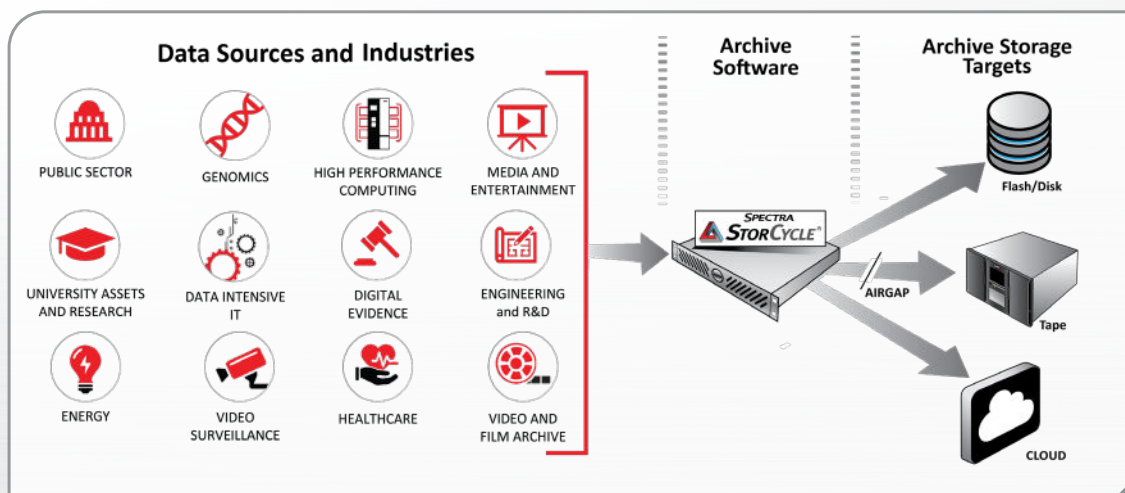 Data Sources and Industries
Archive
Software
Archive Storage
Targets
PUBLIC SECTOR
GENOMICS
HIGH PERFORMANCE
COMPUTING
MEDIA AND
ENTERTAINMENT
UNIVERSITY ASSETS
AND RESEARCH
DATA INTENSIVE
IT
DIGITAL
EVIDENCE
ENGINEERING
and R&D
ENERGY
VIDEO
SURVEILLANCE
HEALTHCARE
VIDEO AND
FILM ARCHIVE
SPECTRA
STORCYCLE®
AIRGAP
Flash/Disk
Tape
CLOUD